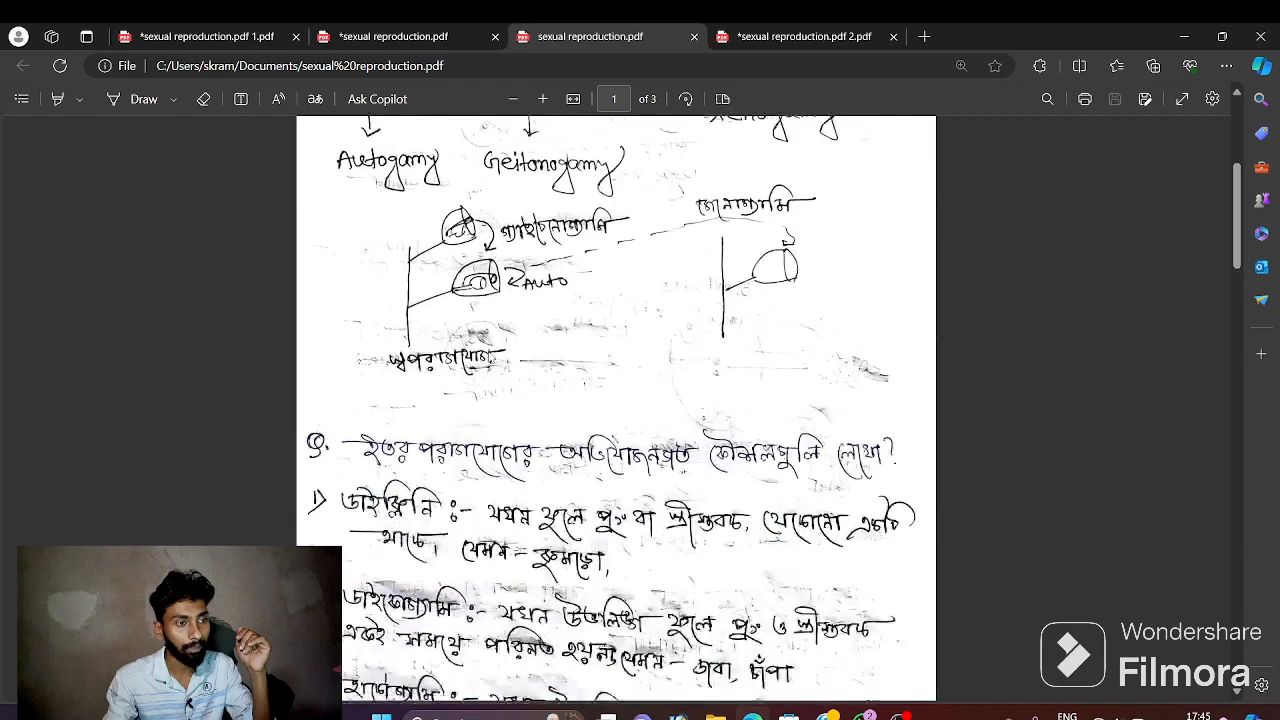 *sexual reproduction.pdf 1.pdf
*sexual reproduction.pdf
sexual reproduction.pdf
*sexual reproduction.pdf 2.pdf
File C:/Users/skram/Documents/sexual%20reproduction.pdf
Draw
Ask Copilot
1 of 3
Autogamy Geitonogamy
জেনোগ্যামি
গ্যাইটোনোগ্যামি
Auto
স্বপরাগযোগ
Q. ইতর পরাগযোগের অভিযোজনগত কৌশলগুলি লেখো?
1) ডাইক্লিনি :- যখন ফুলে পুং বা স্ত্রীস্তবক, যেকোনো একটি
থাকে, যেমন - কুমড়ো,
ডাইকোগ্যামি :- যখন উভলিঙ্গ ফুলে পুং ও স্ত্রীস্তবক
একই সময়ে পরিনত হয়না যেমন - জবা, চাঁপা
Wondershare
Filmora
ENG 17:45